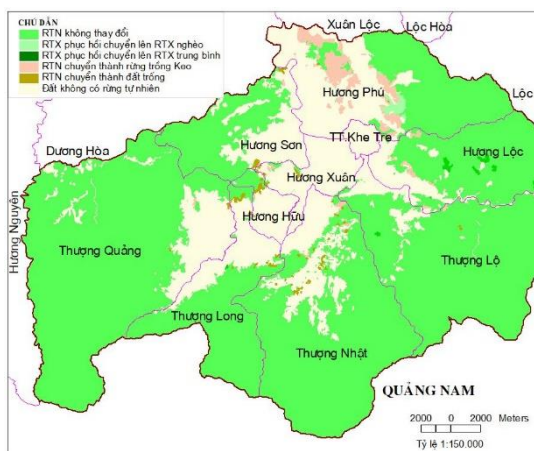 CHÚ DẪN
RTN không thay đổi
RTX phục hồi chuyển lên RTX nghèo
RTX phục hồi chuyển lên RTX trung bình
RTN chuyển thành rừng trồng Keo
RTN chuyển thành đất trống
Đất không có rừng tự nhiên
Xuân Lộc
Lộc Hòa
Lộc
Hương Phú
TT.Khe Tre
Hương Lộc
Dương Hòa
Hương Sơn
Hương Xuân
Hương Nguyên
Hương Hữu
Thượng Quảng
Thượng Lộ
Thượng Long
Thượng Nhật
QUẢNG NAM
2000 0 2000 Meters
Tỷ lệ 1:150.000